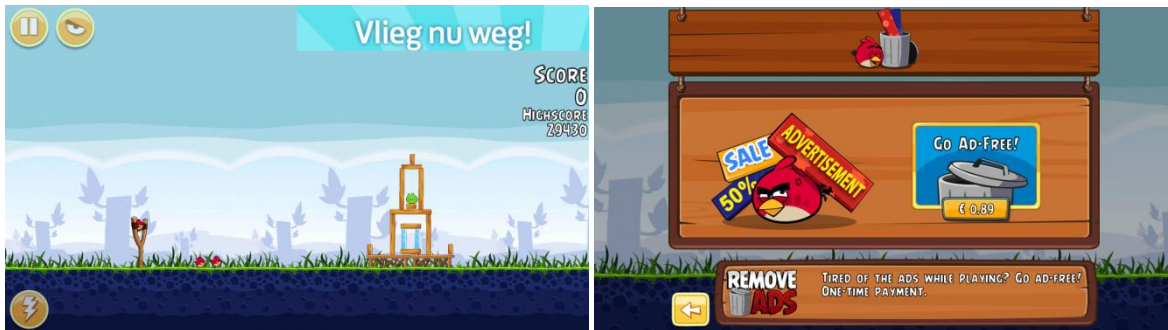 Vlieg nu weg!
SCORE
0
HIGHSCORE
29430
SALE
ADVERTISEMENT
50%
GO AD-FREE!
€ 0.89
REMOVE
ADS
TIRED OF THE ADS WHILE PLAYING? GO AD-FREE!
ONE-TIME PAYMENT.